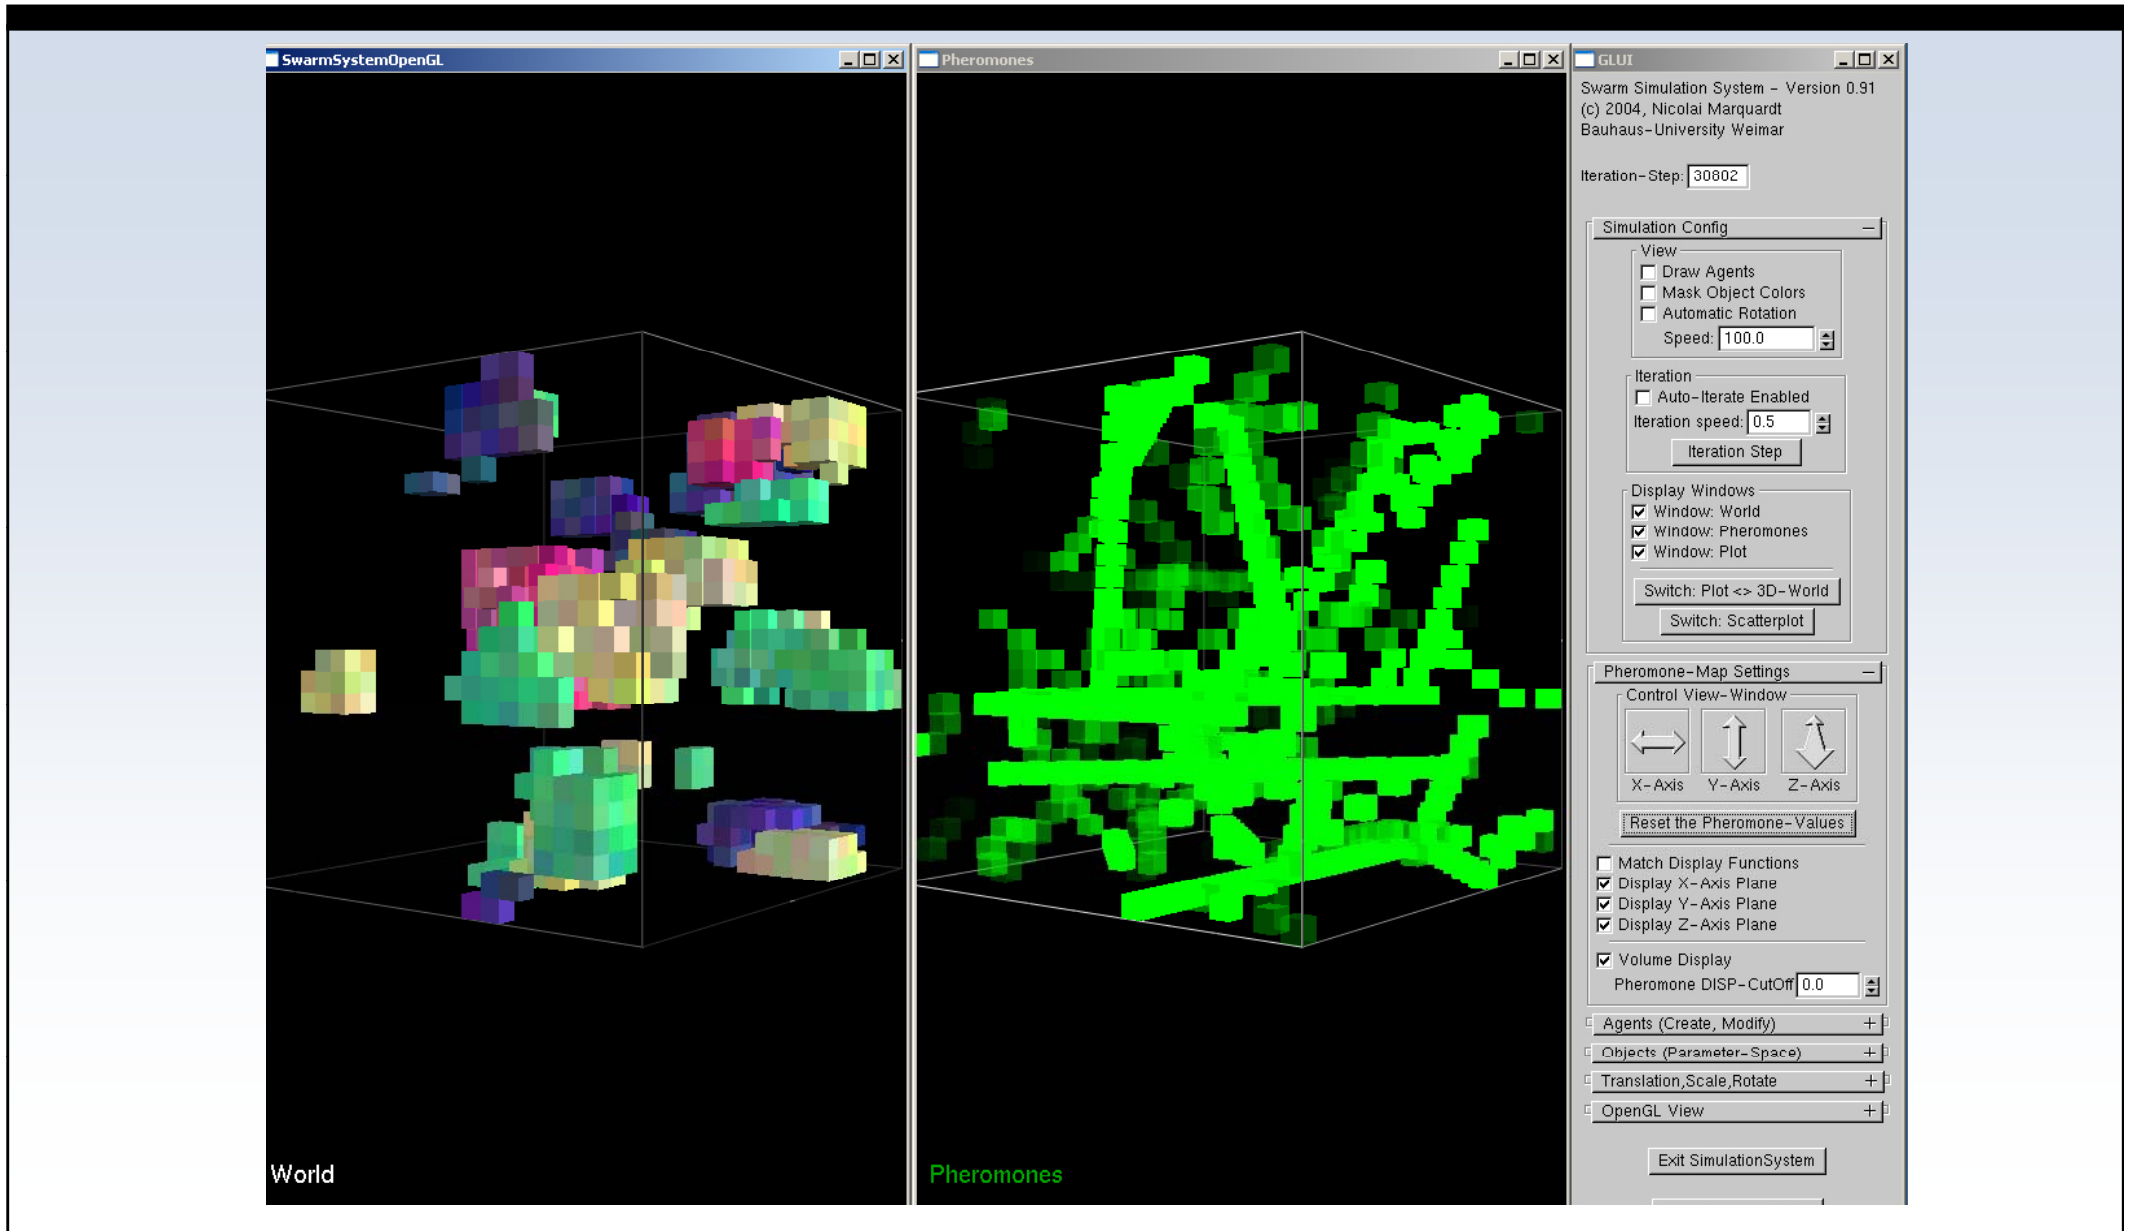 SwarmSystemOpenGL
World
Pheromones
Pheromones
GLUI
Swarm Simulation System - Version 0.91
(c) 2004, Nicolai Marquardt
Bauhaus-University Weimar
Iteration-Step: 30802
Simulation Config
View
Draw Agents
Mask Object Colors
Automatic Rotation
Speed: 100.0
Iteration
Auto-Iterate Enabled
Iteration speed: 0.5
Iteration Step
Display Windows
Window: World
Window: Pheromones
Window: Plot
Switch: Plot <> 3D-World
Switch: Scatterplot
Pheromone-Map Settings
Control View-Window
X-Axis Y-Axis Z-Axis
Reset the Pheromone-Values
Match Display Functions
Display X-Axis Plane
Display Y-Axis Plane
Display Z-Axis Plane
Volume Display
Pheromone DISP-CutOff 0.0
Agents (Create, Modify)
Objects (Parameter-Space)
Translation,Scale,Rotate
OpenGL View
Exit SimulationSystem